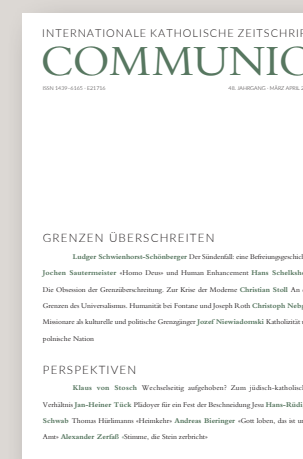 INTERNATIONALE KATHOLISCHE ZEITSCHRIF
COMMUNIO
ISSN 1439-6165 · E21756
48. JAHRGANG · MÄRZ APRIL 2
GRENZEN ÜBERSCHREITEN
Ludger Schwienhorst-Schönberger Der Sündenfall: eine Befreiungsgeschich
Jochen Sautermeister «Homo Deus» und Human Enhancement Hans Schelksho
Die Obsession der Grenzüberschreitung. Zur Krise der Moderne Christian Stoll An
Grenzen des Universalismus. Humanität bei Fontane und Joseph Roth Christoph Neb
Missionare als kulturelle und politische Grenzgänger Jozef Niewiadomski Katholizität
polnische Nation
PERSPEKTIVEN
Klaus von Stosch Wechselseitig aufgehoben? Zum jüdisch-katholisc
Verhältnis Jan-Heiner Tück Plädoyer für ein Fest der Beschneidung Jesu Hans-Rüdi
Schwab Thomas Hürlimanns «Heimkehr» Andreas Bieringer «Gott loben, das ist u
Amt» Alexander Zerfaß ‹Stimme, die Stein zerbricht›